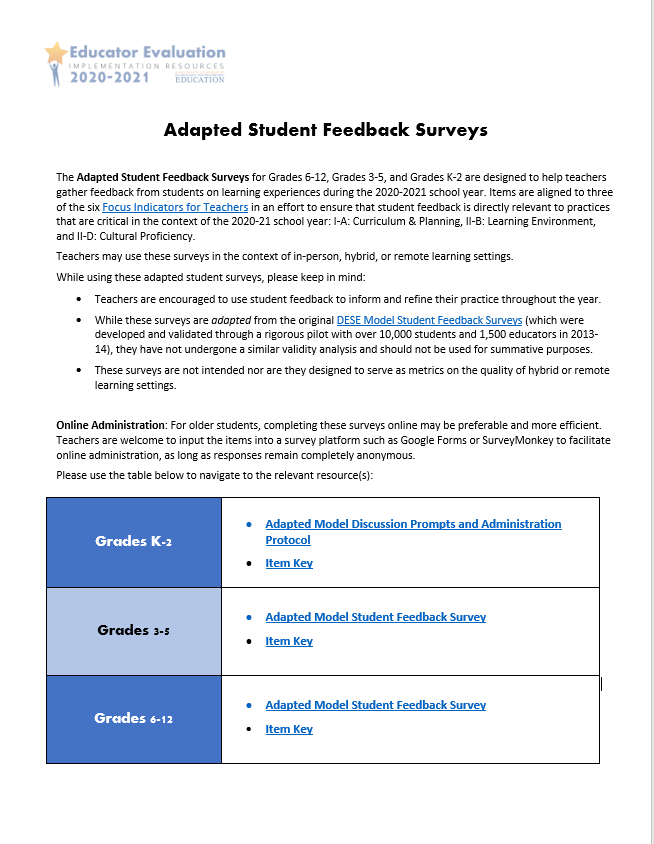 Educator Evaluation
IMPLEMENTATION RESOURCES
2020-2021
EDUCATION
Adapted Student Feedback Surveys
The Adapted Student Feedback Surveys for Grades 6-12, Grades 3-5, and Grades K-2 are designed to help teachers
gather feedback from students on learning experiences during the 2020-2021 school year. Items are aligned to three
of the six Focus Indicators for Teachers in an effort to ensure that student feedback is directly relevant to practices
that are critical in the context of the 2020-21 school year: I-A: Curriculum & Planning, II-B: Learning Environment,
and II-D: Cultural Proficiency.
Teachers may use these surveys in the context of in-person, hybrid, or remote learning settings.
While using these adapted student surveys, please keep in mind:
• Teachers are encouraged to use student feedback to inform and refine their practice throughout the year.
• While these surveys are adapted from the original DESE Model Student Feedback Surveys (which were
developed and validated through a rigorous pilot with over 10,000 students and 1,500 educators in 2013-
14), they have not undergone a similar validity analysis and should not be used for summative purposes.
• These surveys are not intended nor are they designed to serve as metrics on the quality of hybrid or remote
learning settings.
Online Administration: For older students, completing these surveys online may be preferable and more efficient.
Teachers are welcome to input the items into a survey platform such as Google Forms or SurveyMonkey to facilitate
online administration, as long as responses remain completely anonymous.
Please use the table below to navigate to the relevant resource(s):
Grades K-2
• Adapted Model Discussion Prompts and Administration
Protocol
• Item Key
Grades 3-5
• Adapted Model Student Feedback Survey
• Item Key
Grades 6-12
• Adapted Model Student Feedback Survey
• Item Key